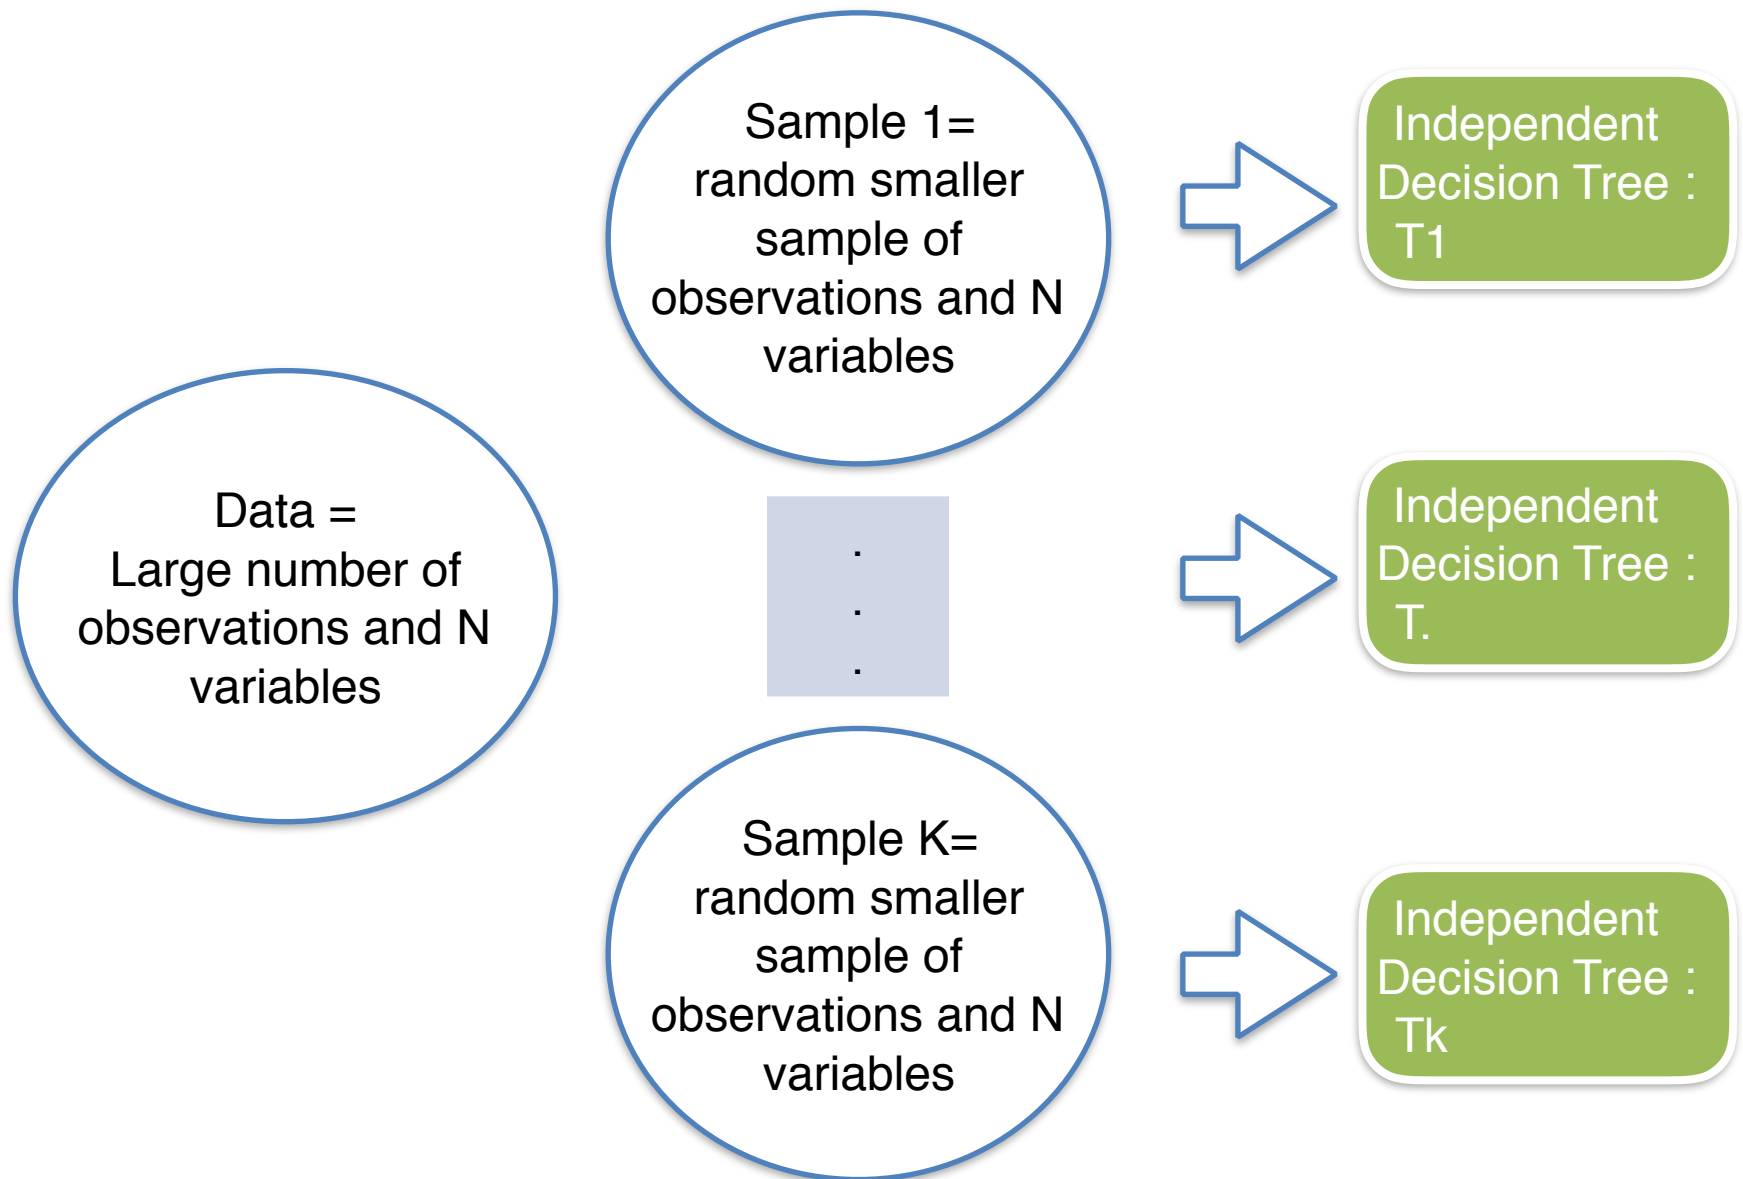 Data =
Large number of
observations and N
variables
Sample 1=
random smaller
sample of
observations and N
variables
.
.
.
Sample K=
random smaller
sample of
observations and N
variables
Independent
Decision Tree :
T1
Independent
Decision Tree :
T.
Independent
Decision Tree :
Tk